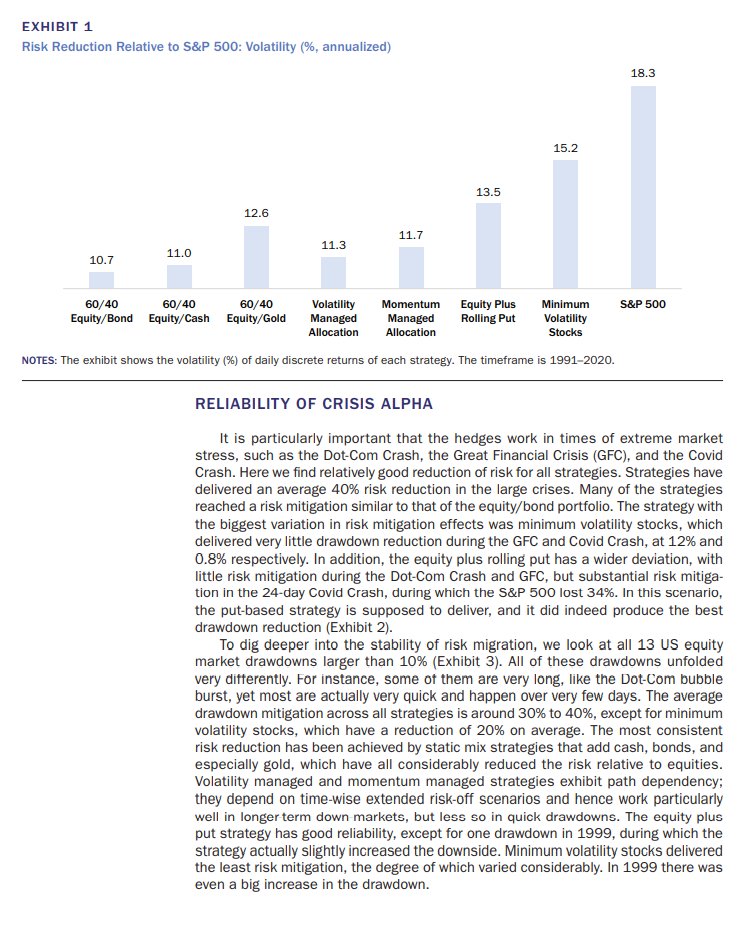 EXHIBIT 1
Risk Reduction Relative to S&P 500: Volatility (%, annualized)
18.3
15.2
13.5
12.6
11.7
11.3
11.0
10.7
60/40 Equity/Bond
60/40 Equity/Cash
60/40 Equity/Gold
Volatility Managed Allocation
Momentum Managed Allocation
Equity Plus Rolling Put
Minimum Volatility Stocks
S&P 500
NOTES: The exhibit shows the volatility (%) of daily discrete returns of each strategy. The timeframe is 1991–2020.
RELIABILITY OF CRISIS ALPHA
It is particularly important that the hedges work in times of extreme market
stress, such as the Dot-Com Crash, the Great Financial Crisis (GFC), and the Covid
Crash. Here we find relatively good reduction of risk for all strategies. Strategies have
delivered an average 40% risk reduction in the large crises. Many of the strategies
reached a risk mitigation similar to that of the equity/bond portfolio. The strategy with
the biggest variation in risk mitigation effects was minimum volatility stocks, which
delivered very little drawdown reduction during the GFC and Covid Crash, at 12% and
0.8% respectively. In addition, the equity plus rolling put has a wider deviation, with
little risk mitigation during the Dot-Com Crash and GFC, but substantial risk mitiga-
tion in the 24-day Covid Crash, during which the S&P 500 lost 34%. In this scenario,
the put-based strategy is supposed to deliver, and it did indeed produce the best
drawdown reduction (Exhibit 2).
To dig deeper into the stability of risk migration, we look at all 13 US equity
market drawdowns larger than 10% (Exhibit 3). All of these drawdowns unfolded
very differently. For instance, some of them are very long, like the Dot-Com bubble
burst, yet most are actually very quick and happen over very few days. The average
drawdown mitigation across all strategies is around 30% to 40%, except for minimum
volatility stocks, which have a reduction of 20% on average. The most consistent
risk reduction has been achieved by static mix strategies that add cash, bonds, and
especially gold, which have all considerably reduced the risk relative to equities.
Volatility managed and momentum managed strategies exhibit path dependency;
they depend on time-wise extended risk-off scenarios and hence work particularly
well in longer-term down-markets, but less so in quick drawdowns. The equity plus
put strategy has good reliability, except for one drawdown in 1999, during which the
strategy actually slightly increased the downside. Minimum volatility stocks delivered
the least risk mitigation, the degree of which varied considerably. In 1999 there was
even a big increase in the drawdown.